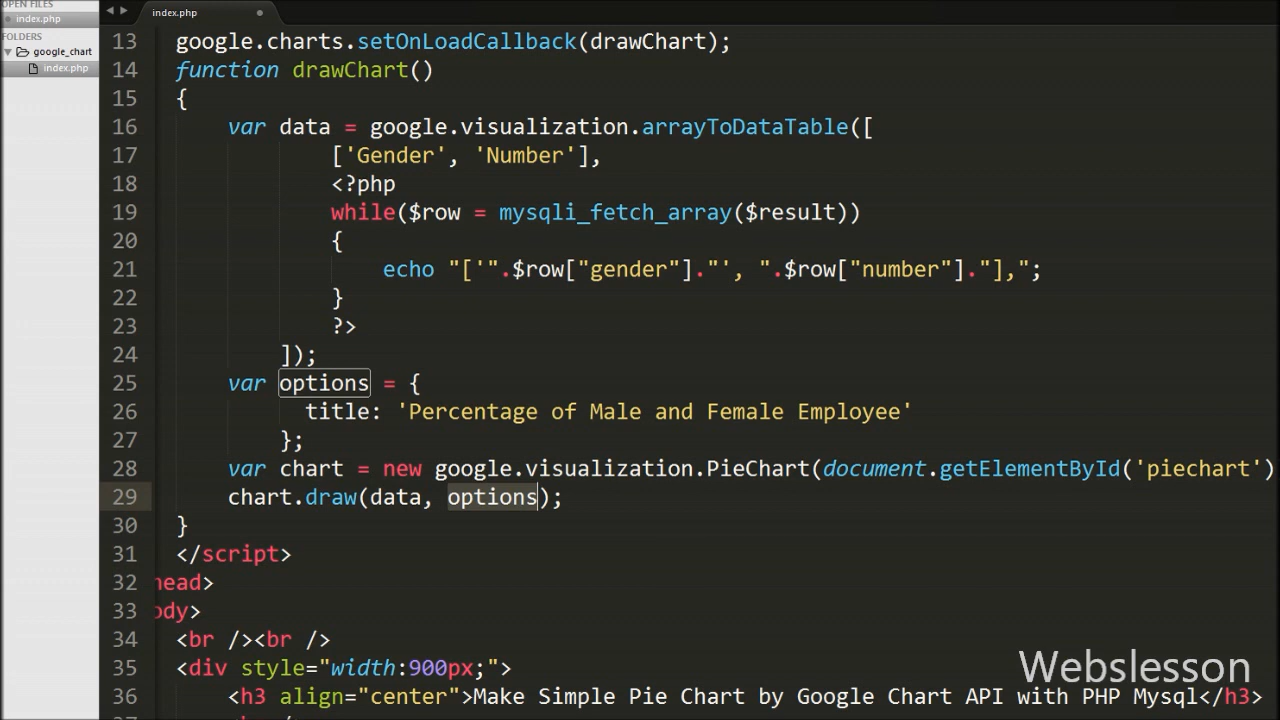 OPEN FILES
index.php
FOLDERS
google_chart
index.php
index.php
13 google.charts.setOnLoadCallback(drawChart);
14 function drawChart()
15 {
16 var data = google.visualization.arrayToDataTable([
17 ['Gender', 'Number'],
18 <?php
19 while($row = mysqli_fetch_array($result))
20 {
21 echo "['".$row["gender"]."', ".$row["number"]."],";
22 }
23 ?>
24 ]);
25 var options = {
26 title: 'Percentage of Male and Female Employee'
27 };
28 var chart = new google.visualization.PieChart(document.getElementById('piechart')
29 chart.draw(data, options);
30 }
31 </script>
32 head>
33 ody>
34 <br /><br />
35 <div style="width:900px;">
36 <h3 align="center">Make Simple Pie Chart by Google Chart API with PHP Mysql</h3>
Webslesson